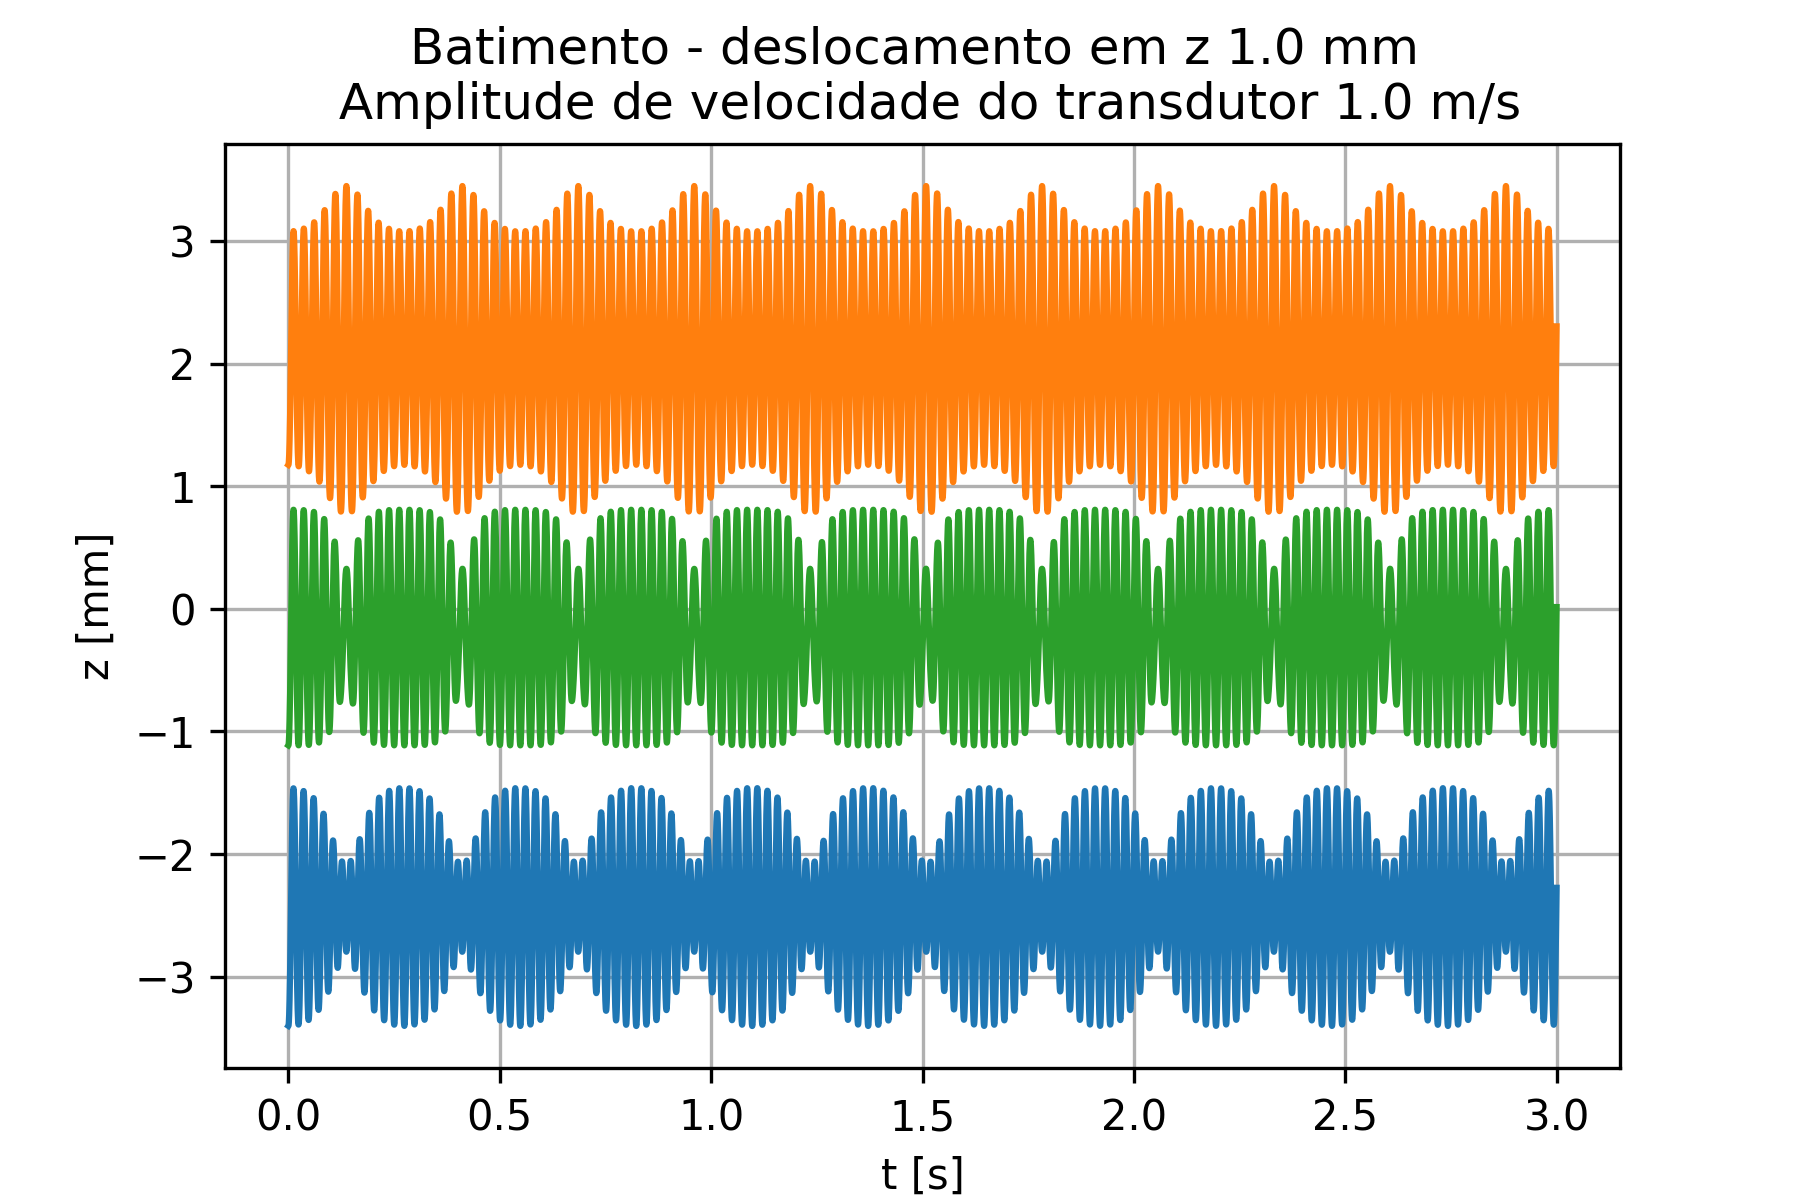 Batimento - deslocamento em z 1.0 mm
Amplitude de velocidade do transdutor 1.0 m/s
z [mm]
3
2
1
0
−1
−2
−3
0.0 0.5 1.0 1.5 2.0 2.5 3.0
t [s]